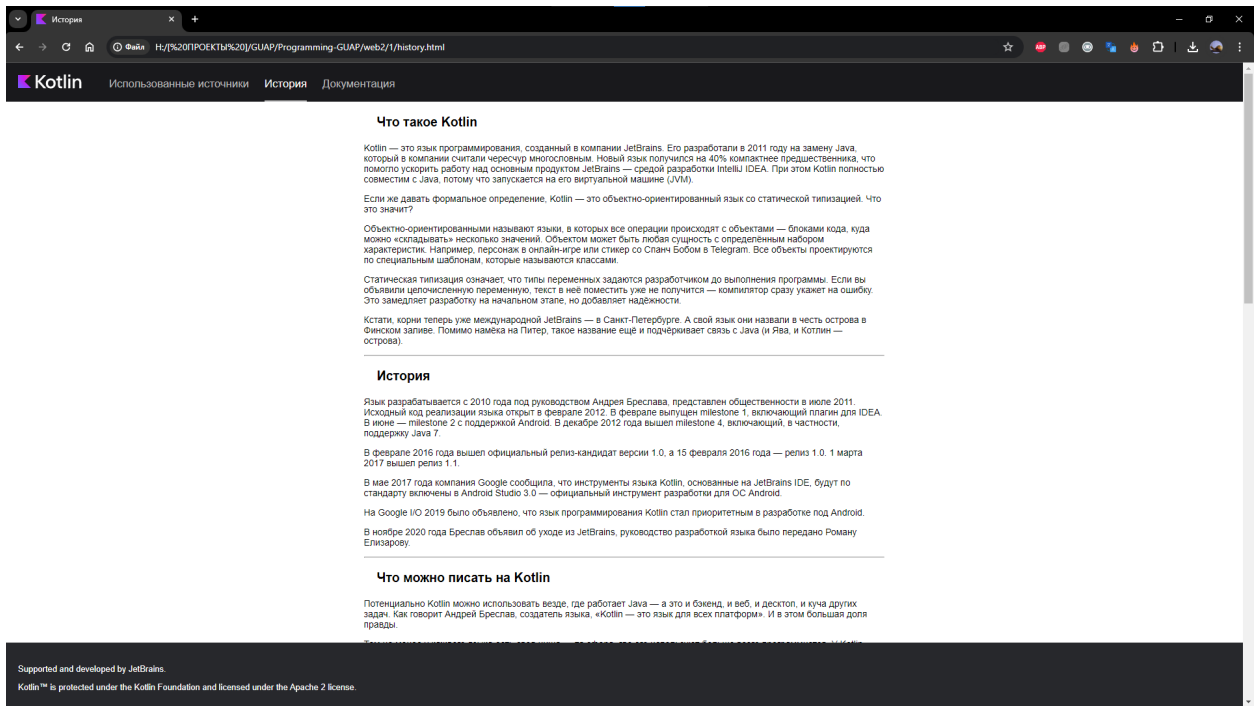 История
Файл H:/[%20ПРОЕКТЫ%20]/GUAP/Programming-GUAP/web2/1/history.html
ABP
Kotlin Использованные источники История Документация
Что такое Kotlin
Kotlin — это язык программирования, созданный в компании JetBrains. Его разработали в 2011 году на замену Java,
который в компании считали чересчур многословным. Новый язык получился на 40% компактнее предшественника, что
помогло ускорить работу над основным продуктом JetBrains — средой разработки IntelliJ IDEA. При этом Kotlin полностью
совместим с Java, потому что запускается на его виртуальной машине (JVM).
Если же давать формальное определение, Kotlin — это объектно-ориентированный язык со статической типизацией. Что
это значит?
Объектно-ориентированными называют языки, в которых все операции происходят с объектами — блоками кода, куда
можно «складывать» несколько значений. Объектом может быть любая сущность с определённым набором
характеристик. Например, персонаж в онлайн-игре или стикер со Спанч Бобом в Telegram. Все объекты проектируются
по специальным шаблонам, которые называются классами.
Статическая типизация означает, что типы переменных задаются разработчиком до выполнения программы. Если вы
объявили целочисленную переменную, текст в неё поместить уже не получится — компилятор сразу укажет на ошибку.
Это замедляет разработку на начальном этапе, но добавляет надёжности.
Кстати, корни теперь уже международной JetBrains — в Санкт-Петербурге. А свой язык они назвали в честь острова в
Финском заливе. Помимо намёка на Питер, такое название ещё и подчёркивает связь с Java (и Ява, и Котлин —
острова).
История
Язык разрабатывается с 2010 года под руководством Андрея Бреслава, представлен общественности в июле 2011.
Исходный код реализации языка открыт в феврале 2012. В феврале выпущен milestone 1, включающий плагин для IDEA.
В июне — milestone 2 с поддержкой Android. В декабре 2012 года вышел milestone 4, включающий, в частности,
поддержку Java 7.
В феврале 2016 года вышел официальный релиз-кандидат версии 1.0, а 15 февраля 2016 года — релиз 1.0. 1 марта
2017 вышел релиз 1.1.
В мае 2017 года компания Google сообщила, что инструменты языка Kotlin, основанные на JetBrains IDE, будут по
стандарту включены в Android Studio 3.0 — официальный инструмент разработки для ОС Android.
На Google I/O 2019 было объявлено, что язык программирования Kotlin стал приоритетным в разработке под Android.
В ноябре 2020 года Бреслав объявил об уходе из JetBrains, руководство разработкой языка было передано Роману
Елизарову.
Что можно писать на Kotlin
Потенциально Kotlin можно использовать везде, где работает Java — а это и бэкенд, и веб, и десктоп, и куча других
задач. Как говорит Андрей Бреслав, создатель языка, «Kotlin — это язык для всех платформ». И в этом большая доля
правды.
Supported and developed by JetBrains.
Kotlin™ is protected under the Kotlin Foundation and licensed under the Apache 2 license.